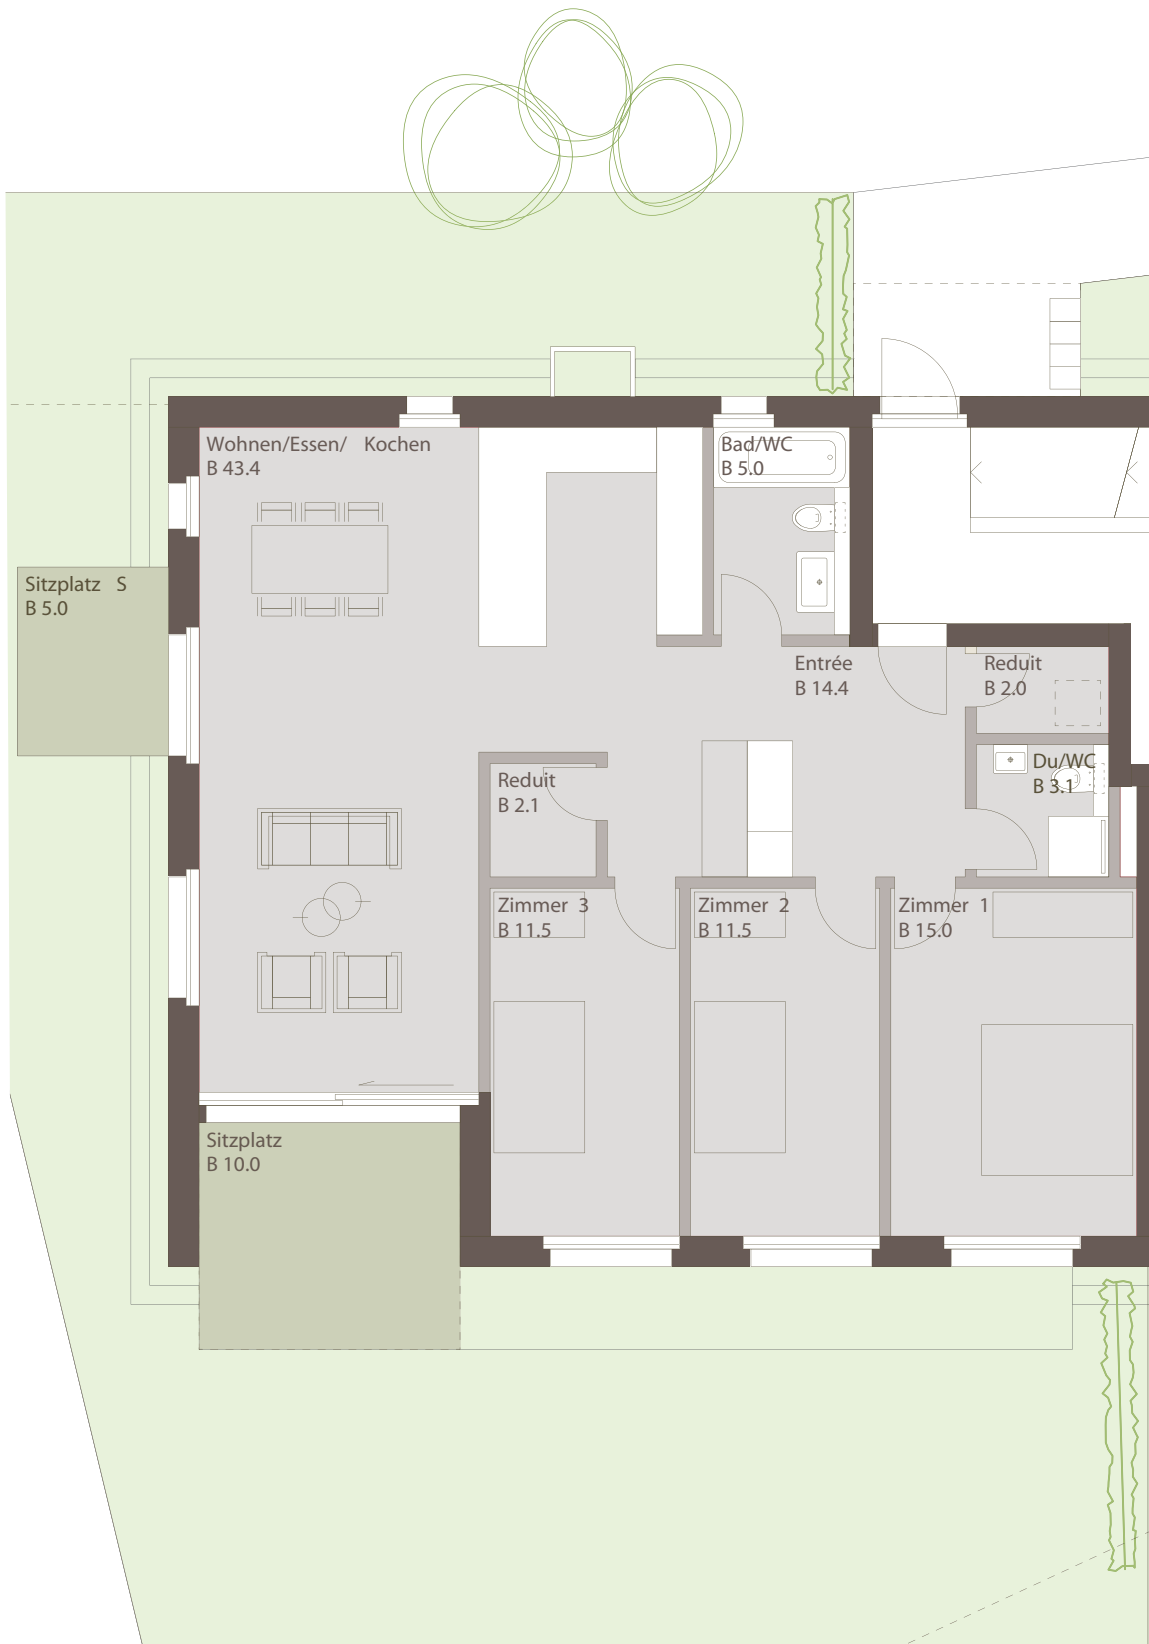 Wohnen/Essen/ Kochen
B 43.4
Bad/WC
B 5.0
Sitzplatz S
B 5.0
Entrée
B 14.4
Reduit
B 2.0
Du/WC
B 3.1
Reduit
B 2.1
Zimmer 3
B 11.5
Zimmer 2
B 11.5
Zimmer 1
B 15.0
Sitzplatz
B 10.0